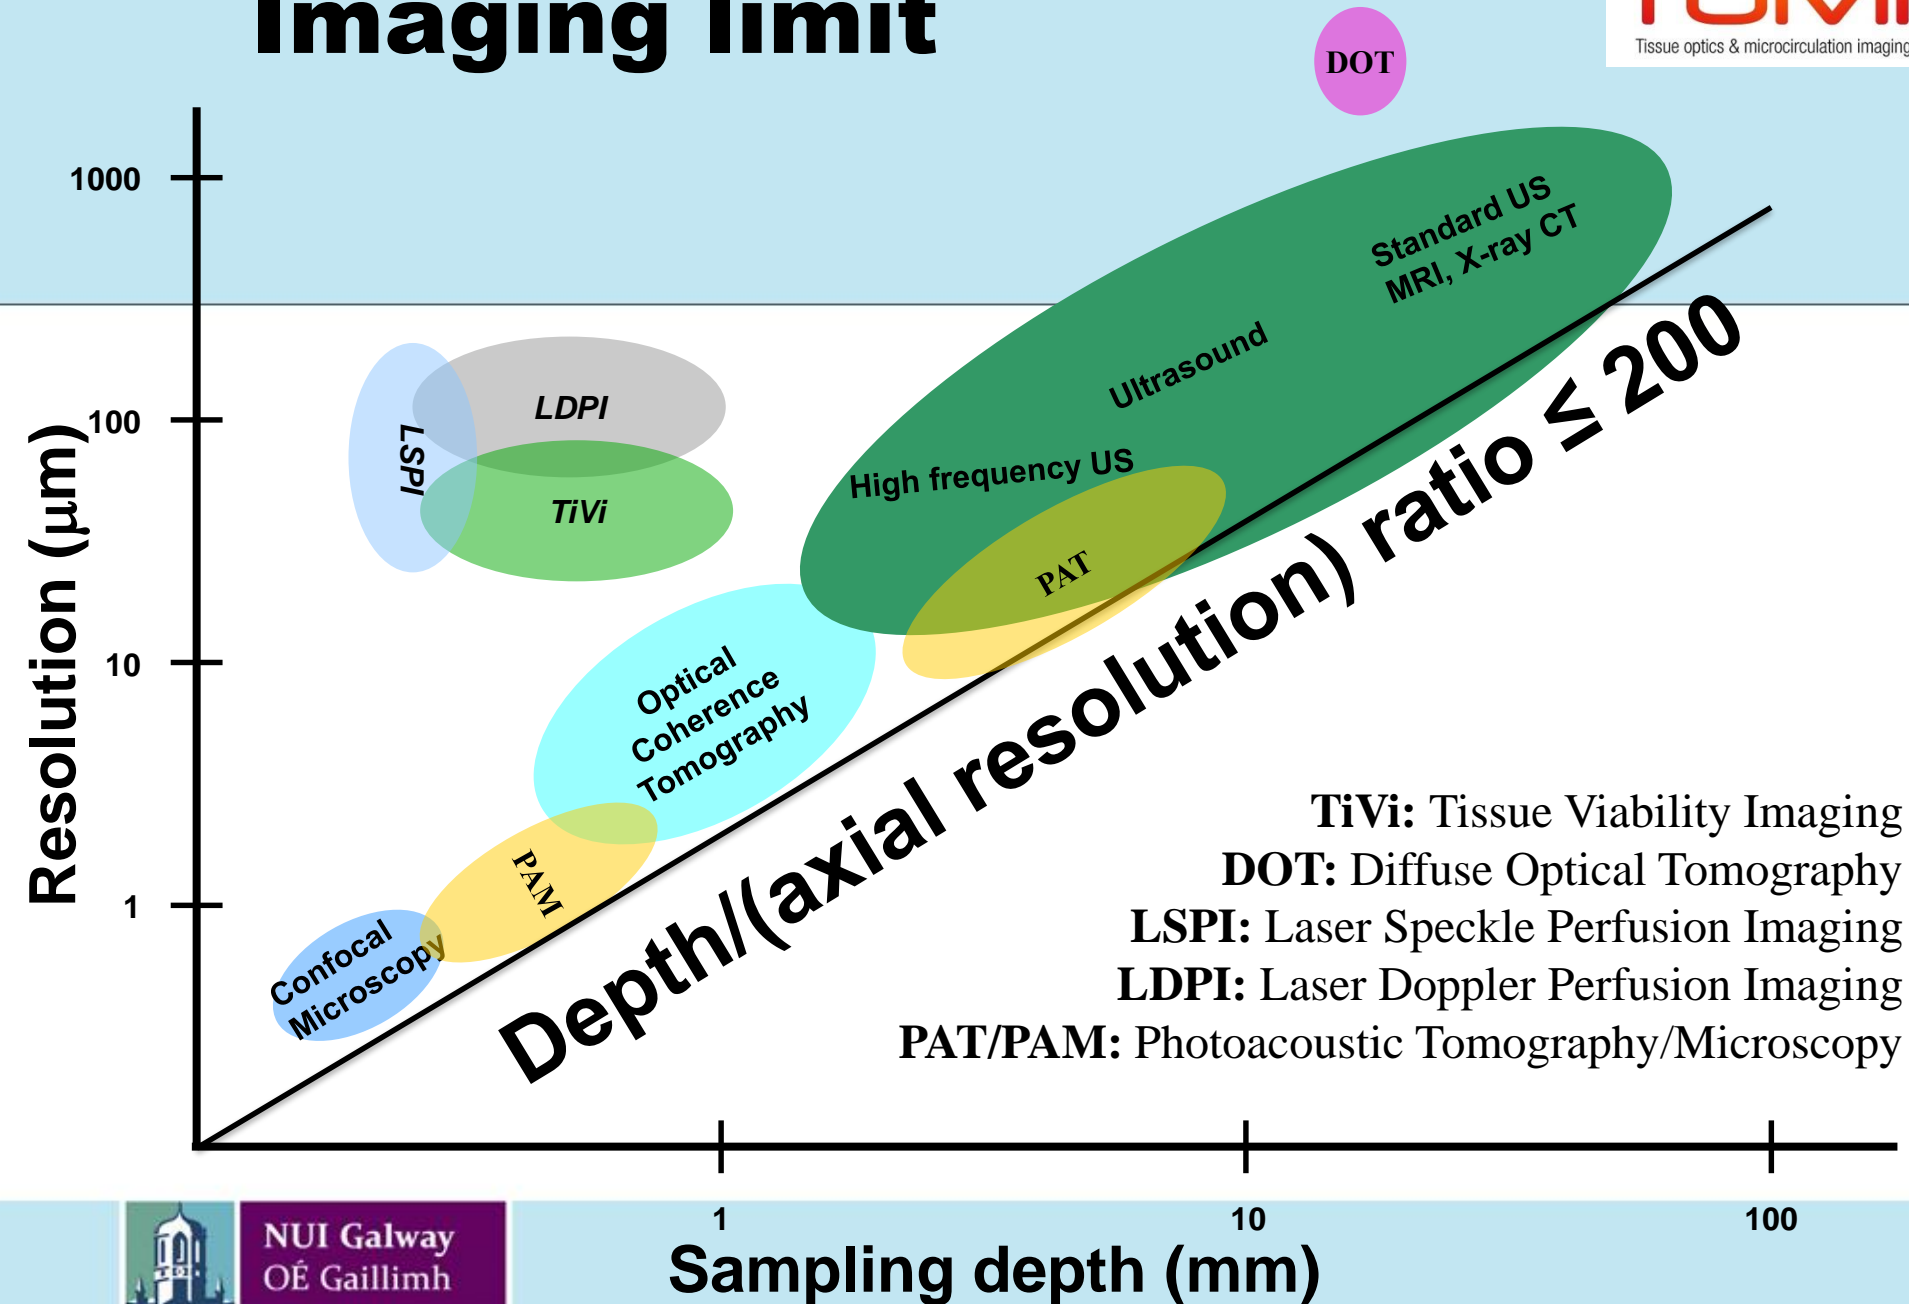 Imaging limit
Tissue optics & microcirculation imaging
DOT
1000
Standard US
MRI, X-ray CT
Ultrasound
LDPI
LSPI
100
High frequency US
TiVi
PAT
Resolution (µm)
Depth/(axial resolution) ratio ≤ 200
10
Optical
Coherence
Tomography
PAM
1
Confocal
Microscopy
TiVi: Tissue Viability Imaging
DOT: Diffuse Optical Tomography
LSPI: Laser Speckle Perfusion Imaging
LDPI: Laser Doppler Perfusion Imaging
PAT/PAM: Photoacoustic Tomography/Microscopy
1
10
100
Sampling depth (mm)
NUI Galway
OÉ Gaillimh